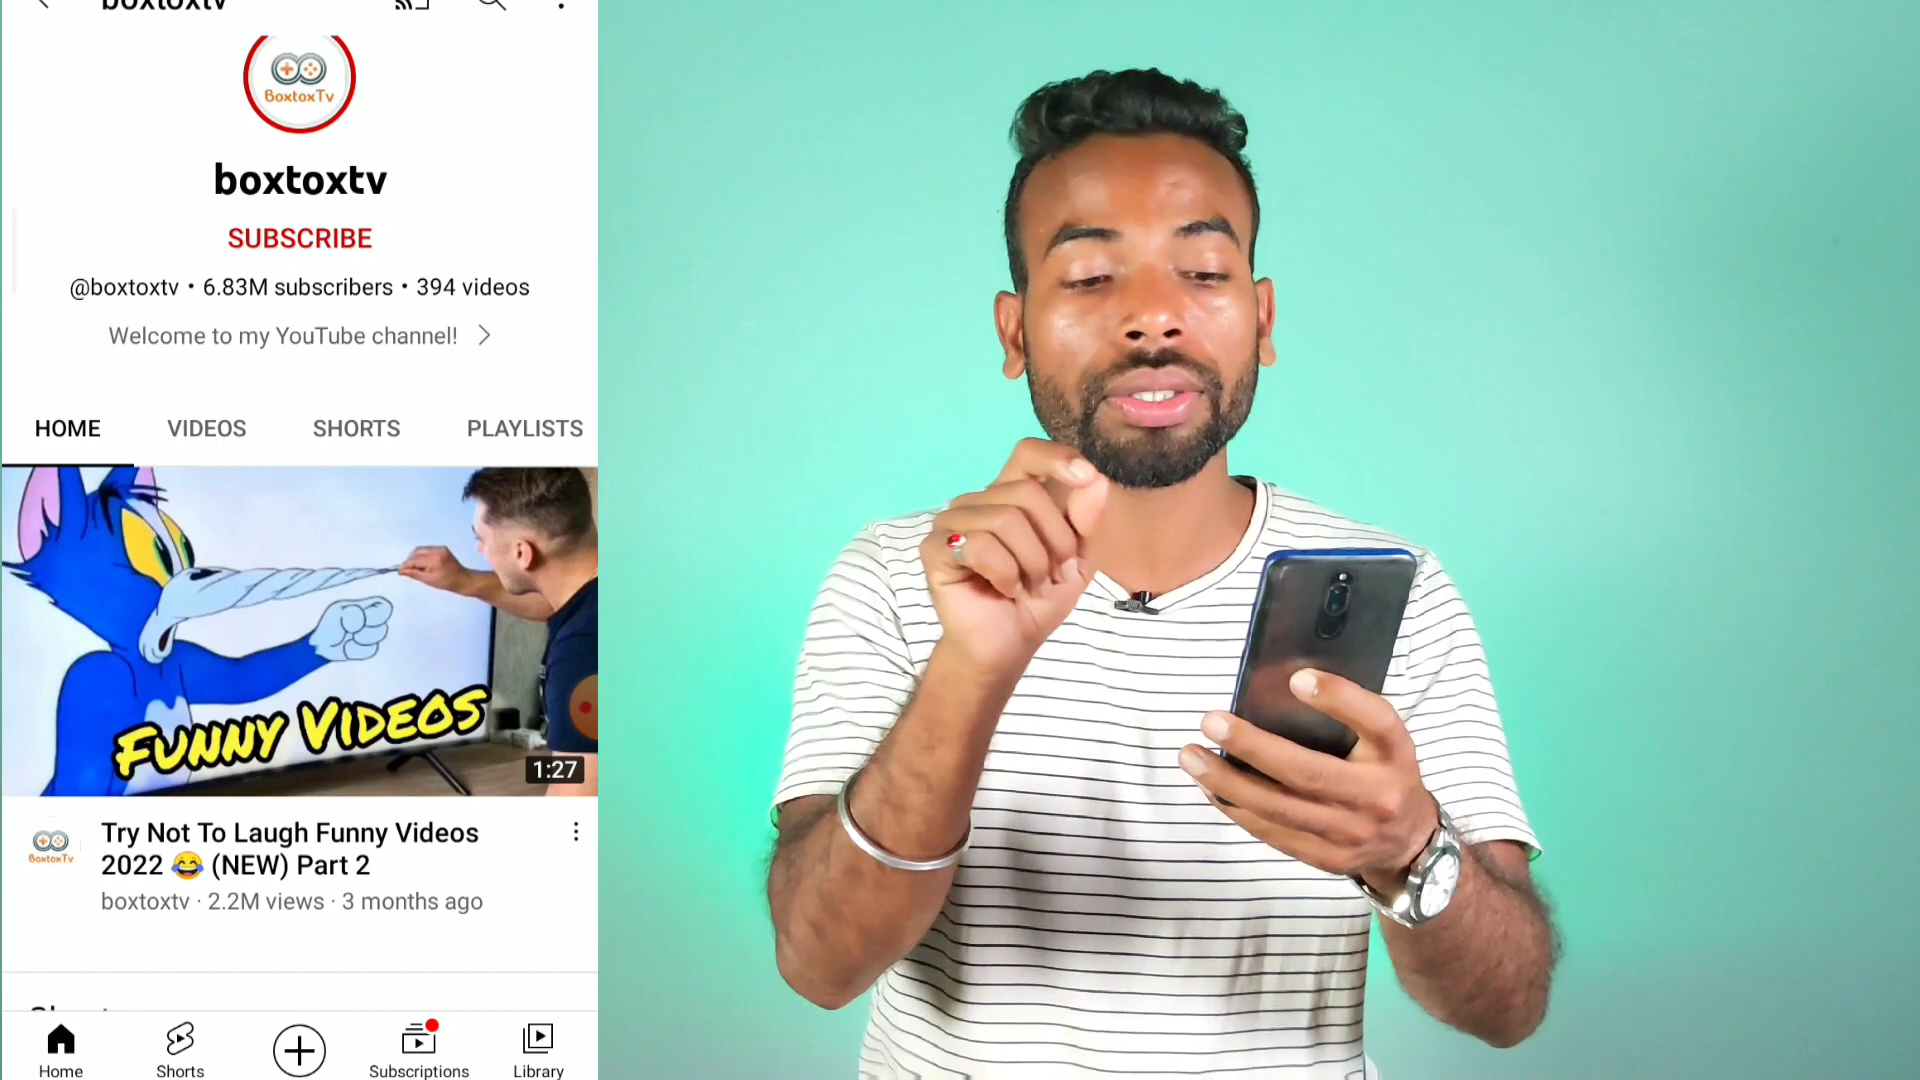 boxtoxtv
BoxtoxTv
boxtoxtv
SUBSCRIBE
@boxtoxtv • 6.83M subscribers • 394 videos
Welcome to my YouTube channel!
HOME VIDEOS SHORTS PLAYLISTS
FUNNY VIDEOS
1:27
BoxtoxTv
Try Not To Laugh Funny Videos
2022 😂 (NEW) Part 2
boxtoxtv · 2.2M views · 3 months ago
Home Shorts Subscriptions Library